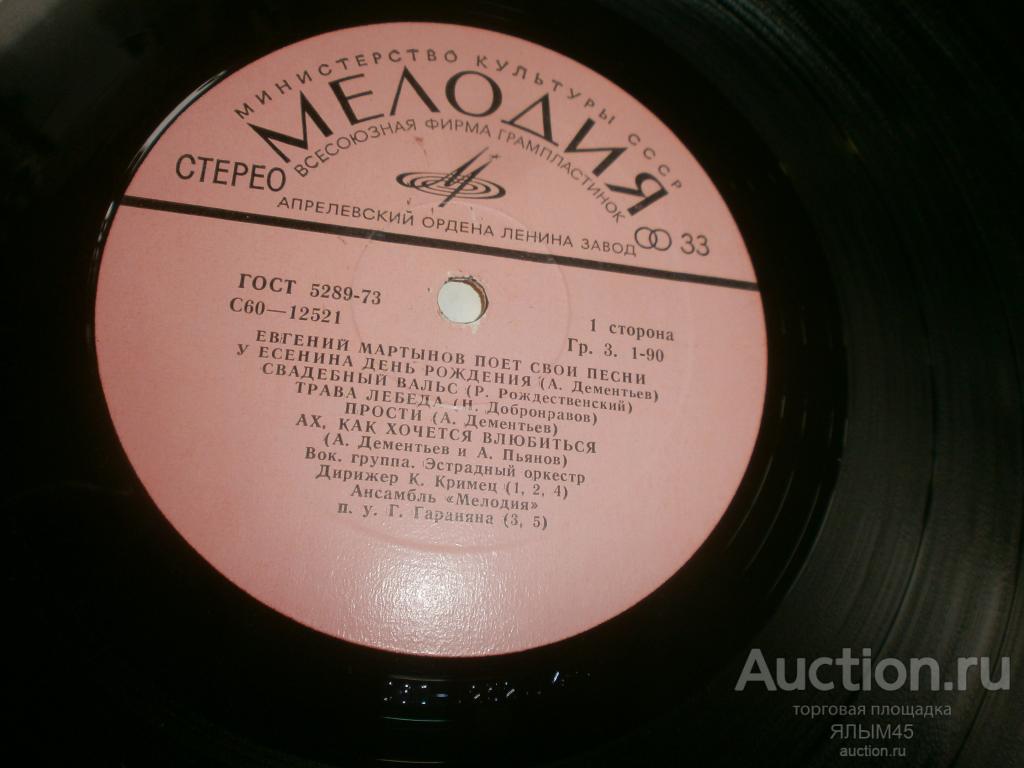 МИНИСТЕРСТВО КУЛЬТУРЫ СССР
МЕЛОДИЯ
ВСЕСОЮЗНАЯ ФИРМА ГРАМПЛАСТИНОК
СТЕРЕО
АПРЕЛЕВСКИЙ ОРДЕНА ЛЕНИНА ЗАВОД
33
ГОСТ 5289-73
С60—12521
1 сторона
Гр. 3. 1-90
ЕВГЕНИЙ МАРТЫНОВ ПОЕТ СВОИ ПЕСНИ
У ЕСЕНИНА ДЕНЬ РОЖДЕНИЯ (А. Дементьев)
СВАДЕБНЫЙ ВАЛЬС (Р. Рождественский)
ТРАВА ЛЕБЕДА (Н. Добронравов)
ПРОСТИ (А. Дементьев)
АХ, КАК ХОЧЕТСЯ ВЛЮБИТЬСЯ
(А. Дементьев и А. Пьянов)
Вок. группа. Эстрадный оркестр
Дирижер К. Кримец (1, 2, 4)
Ансамбль «Мелодия»
п. у. Г. Гараняна (3, 5)
Auction.ru
торговая площадка
ЯЛЫМ45
auction.ru